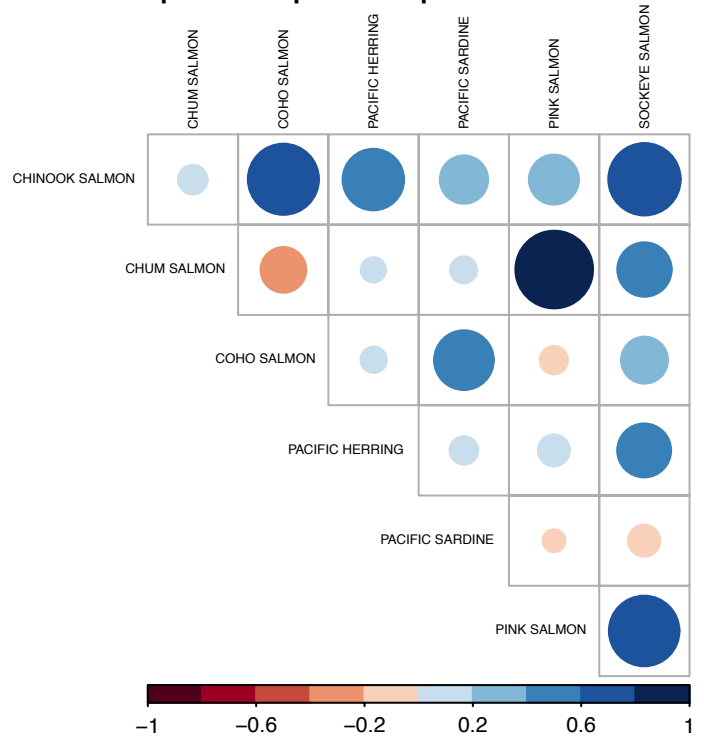 CHUM SALMON
COHO SALMON
PACIFIC HERRING
PACIFIC SARDINE
PINK SALMON
SOCKEYE SALMON
CHINOOK SALMON
CHUM SALMON
COHO SALMON
PACIFIC HERRING
PACIFIC SARDINE
PINK SALMON
−1 −0.6 −0.2 0.2 0.6 1